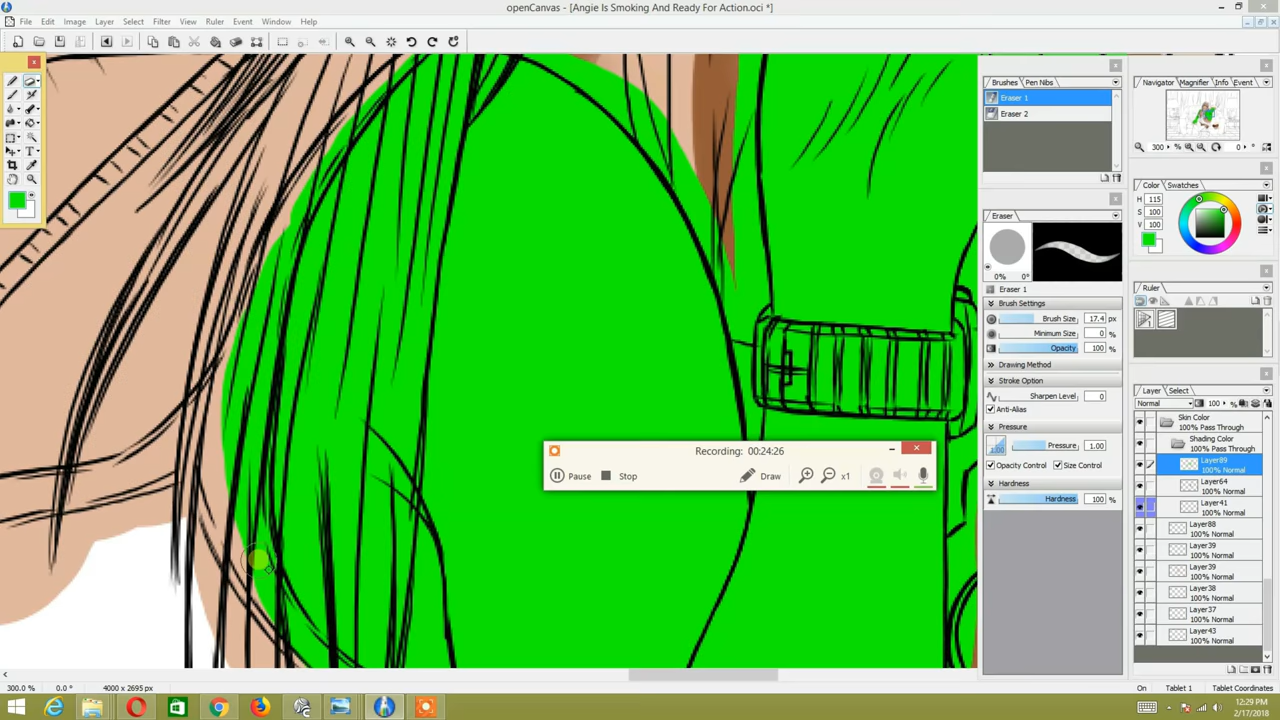 openCanvas - [Angie Is Smoking And Ready For Action.oci *]
File Edit Image Layer Select Filter View Ruler Event Window Help
Brushes Pen Nibs
Eraser 1
Eraser 2
Eraser
0% 0°
Eraser 1
Brush Settings
Brush Size 17.4 px
Minimum Size 0 %
Opacity 100 %
Drawing Method
Stroke Option
Sharpen Level 0
Anti-Alias
Pressure
1.00 Pressure 1.00
Opacity Control Size Control
Hardness
Hardness 100 %
Navigator Magnifier Info Event
300 % 0 °
Color Swatches
H 115
S 100
V 100
Ruler
Layer Select
Normal 100 %
Skin Color
100% Pass Through
Shading Color
100% Pass Through
Layer89
100% Normal
Layer64
100% Normal
Layer41
100% Normal
Layer88
100% Normal
Layer39
100% Normal
Layer39
100% Normal
Layer38
100% Normal
Layer37
100% Normal
Layer43
100% Normal
Recording: 00:24:26
Pause Stop Draw x1
300.0 % 0.0 ° 4000 x 2695 px
On Tablet 1 Tablet Coordinates
12:29 PM
2/17/2018